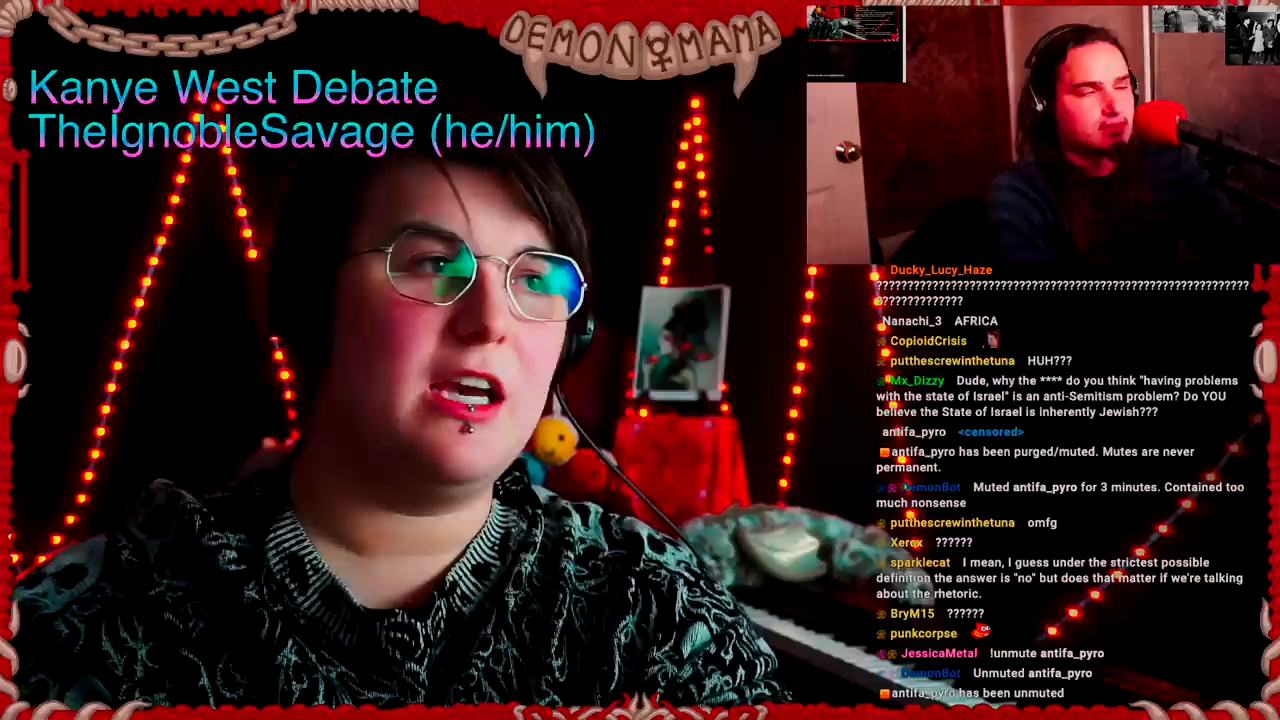 DEMON MAMA
Kanye West Debate
TheIgnobleSavage (he/him)
Ducky_Lucy_Haze
????????????????????????????????????????????????????????????
??????????????
Nanachi_3 AFRICA
CopioidCrisis
putthescrewinthetuna HUH???
Mx_Dizzy Dude, why the **** do you think "having problems
with the state of Israel" is an anti-Semitism problem? Do YOU
believe the State of Israel is inherently Jewish???
antifa_pyro <censored>
antifa_pyro has been purged/muted. Mutes are never
permanent.
DemonBot Muted antifa_pyro for 3 minutes. Contained too
much nonsense
putthescrewinthetuna omfg
Xerox ??????
sparklecat I mean, I guess under the strictest possible
definition the answer is "no" but does that matter if we're talking
about the rhetoric.
BryM15 ??????
punkcorpse
JessicaMetal !unmute antifa_pyro
DemonBot Unmuted antifa_pyro
antifa_pyro has been unmuted